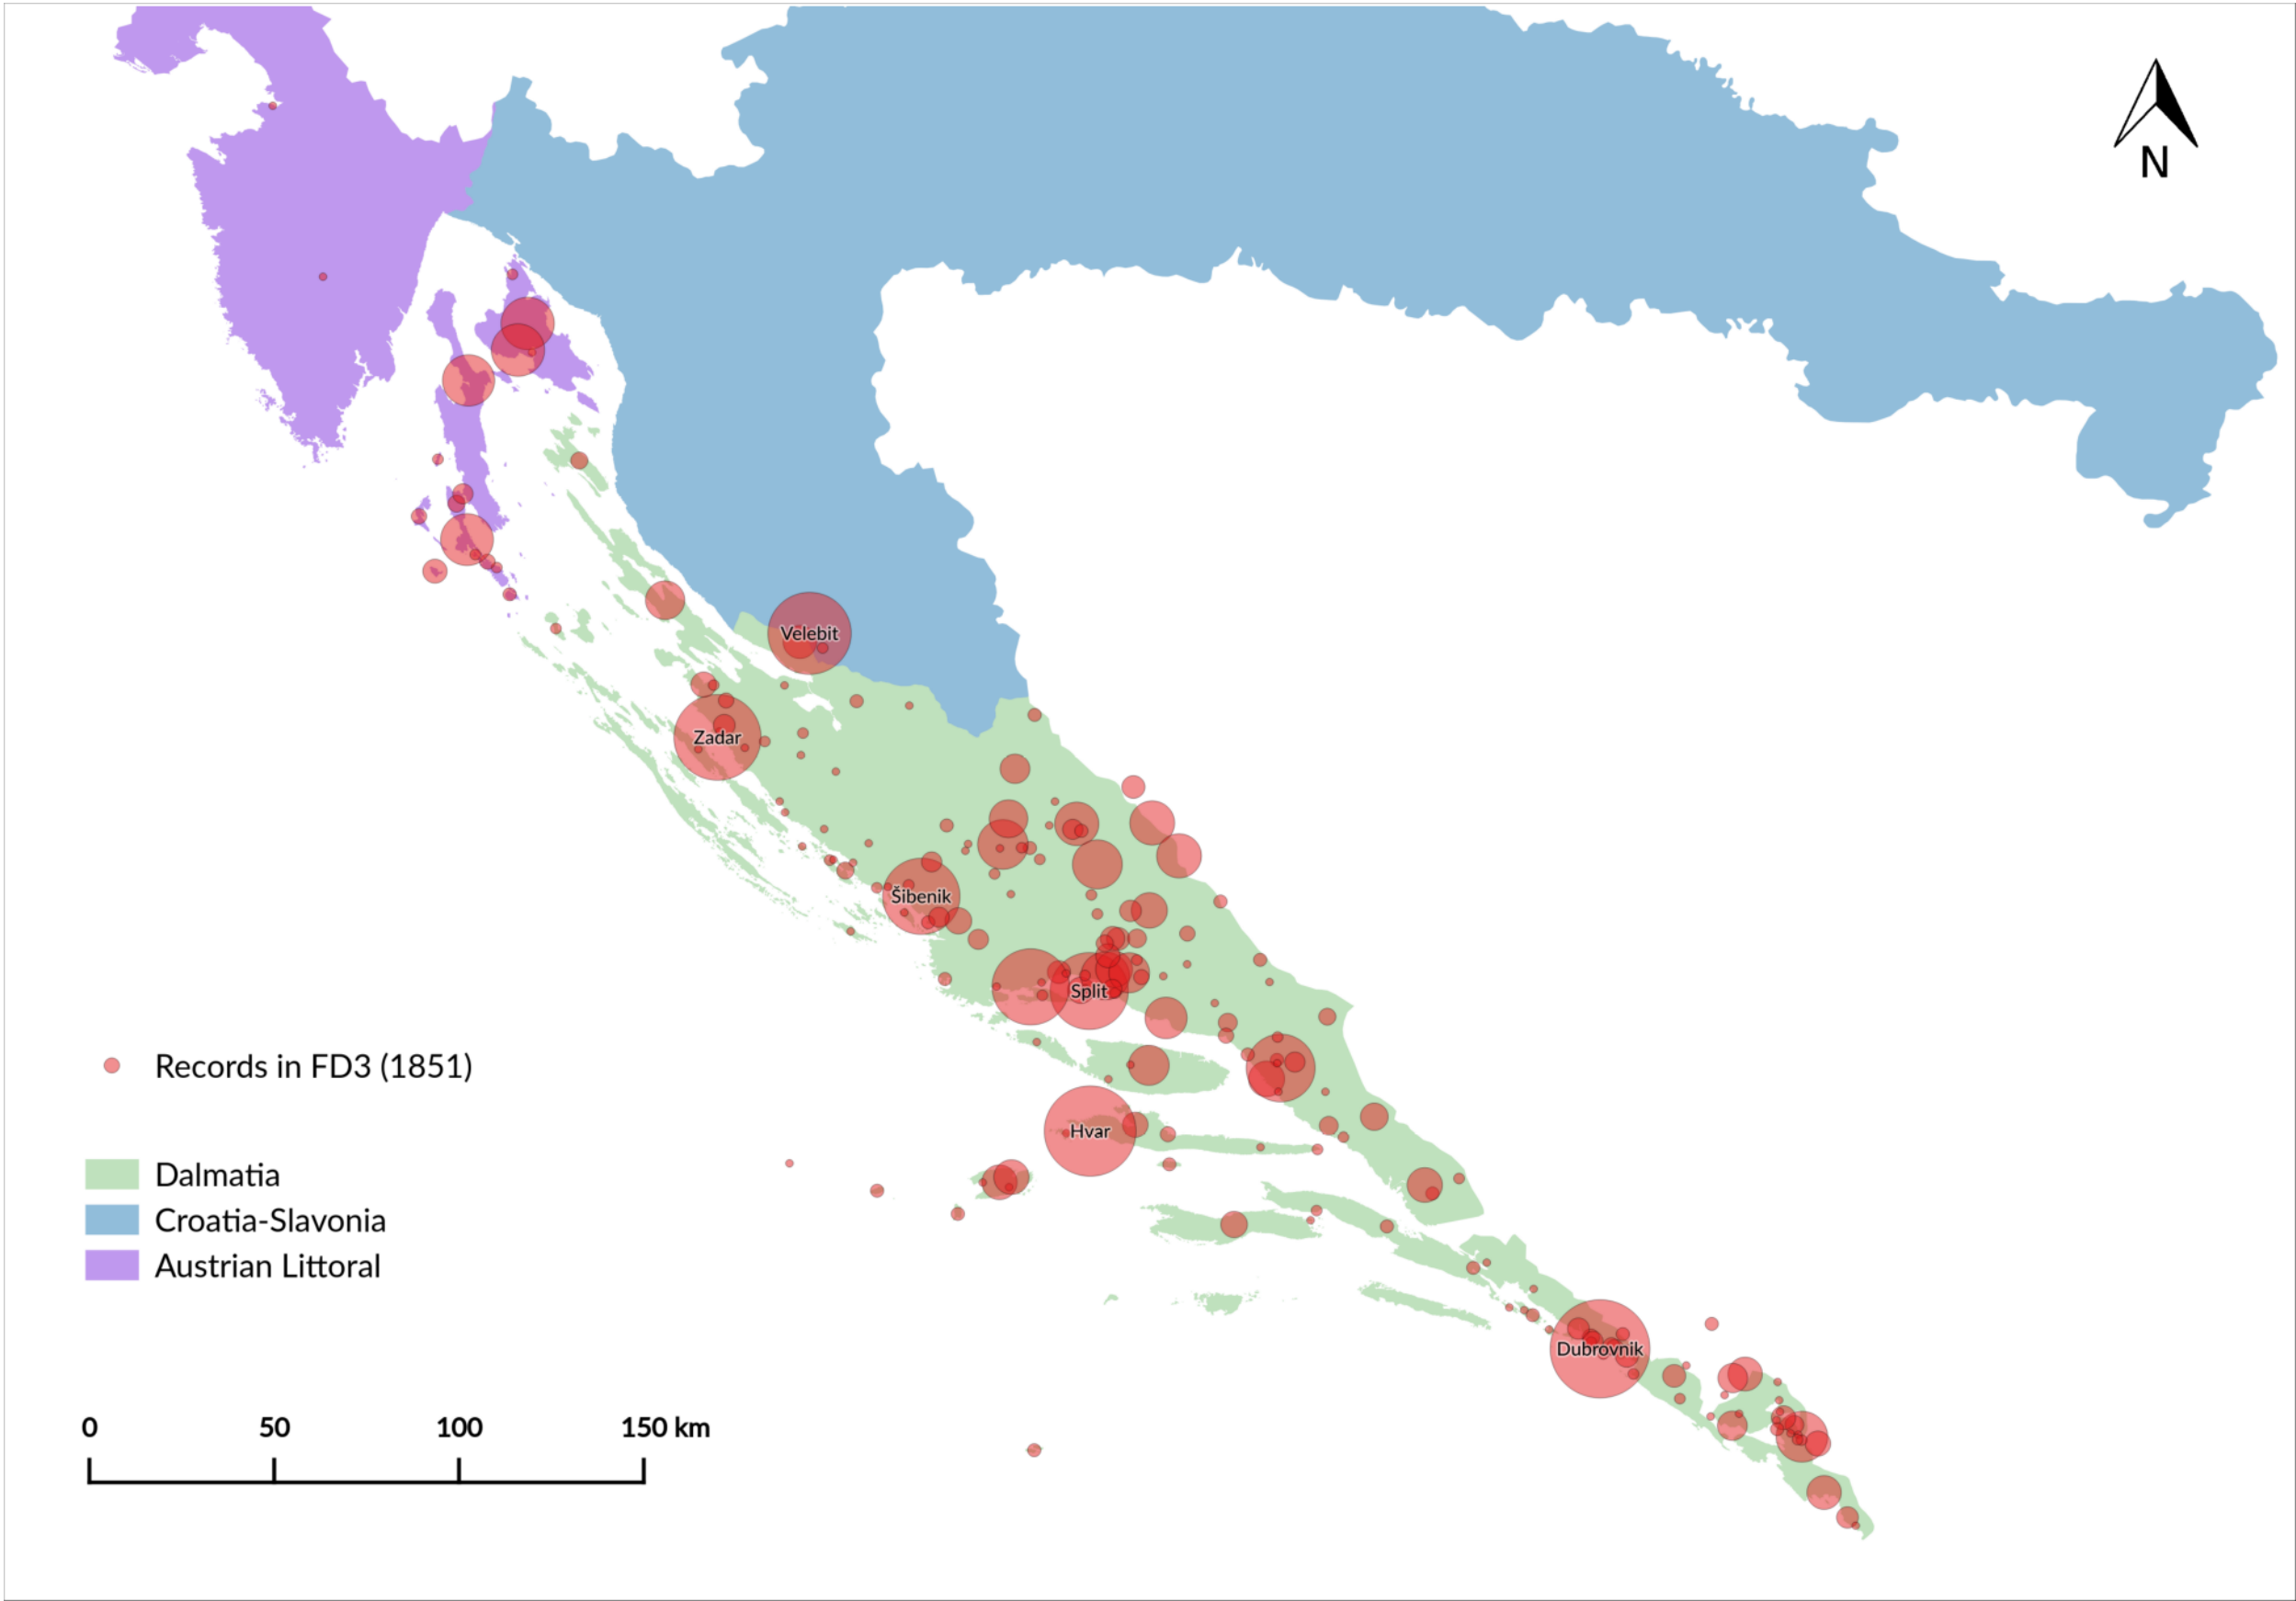 N
Velebit
Zadar
Šibenik
Split
Hvar
Dubrovnik
Records in FD3 (1851)
Dalmatia
Croatia-Slavonia
Austrian Littoral
0 50 100 150 km